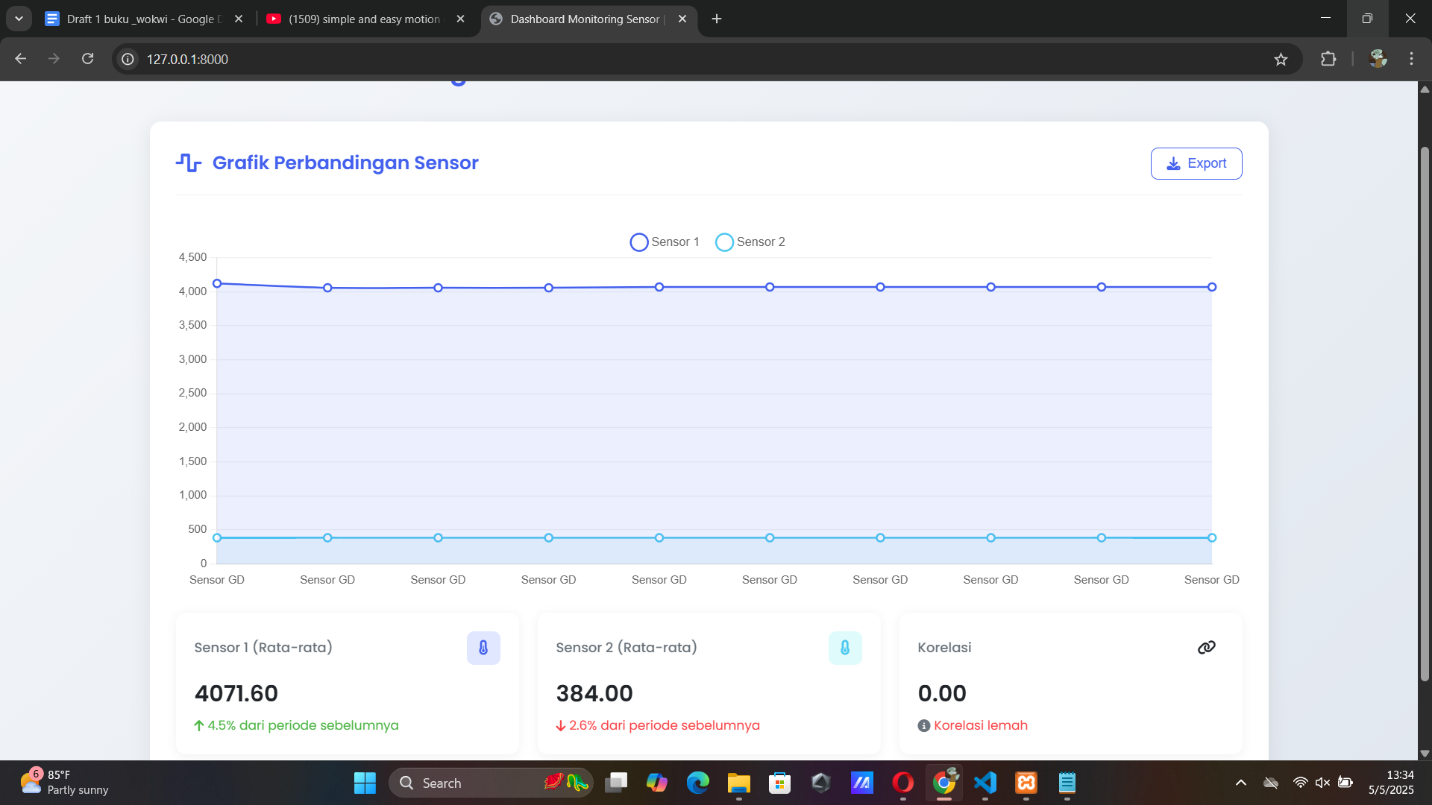 Draft 1 buku _wokwi - Google D
(1509) simple and easy motion
Dashboard Monitoring Sensor |
127.0.0.1:8000
Grafik Perbandingan Sensor
Export
Sensor 1
Sensor 2
4,500
4,000
3,500
3,000
2,500
2,000
1,500
1,000
500
0
Sensor GD Sensor GD Sensor GD Sensor GD Sensor GD Sensor GD Sensor GD Sensor GD Sensor GD Sensor GD
Sensor 1 (Rata-rata)
4071.60
4.5% dari periode sebelumnya
Sensor 2 (Rata-rata)
384.00
2.6% dari periode sebelumnya
Korelasi
0.00
Korelasi lemah
6
85°F
Partly sunny
Search
13:34
5/5/2025